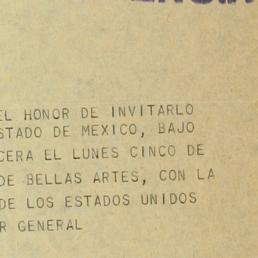 EL HONOR DE INVITARLO
STADO DE MEXICO, BAJO
CERA EL LUNES CINCO DE
DE BELLAS ARTES, CON LA
DE LOS ESTADOS UNIDOS
R GENERAL